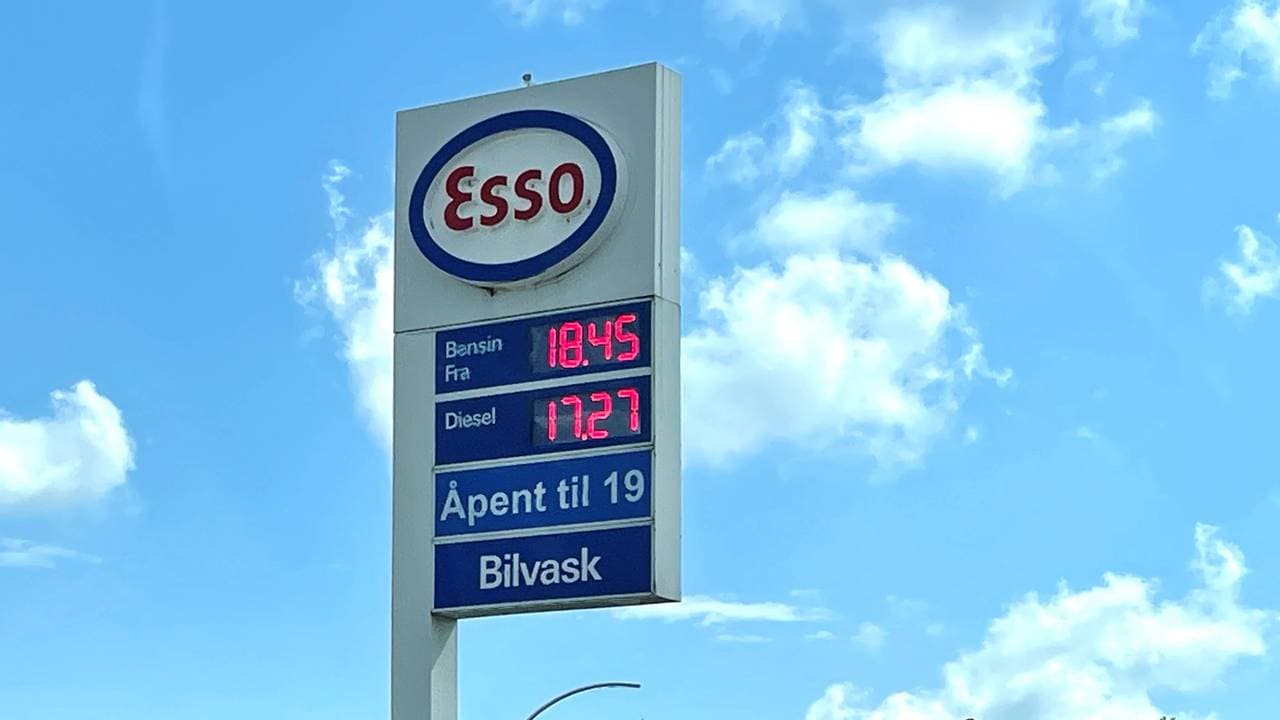 Esso
Bensin 18.45
Fra
Diesel 17.27
Åpent til 19
Bilvask